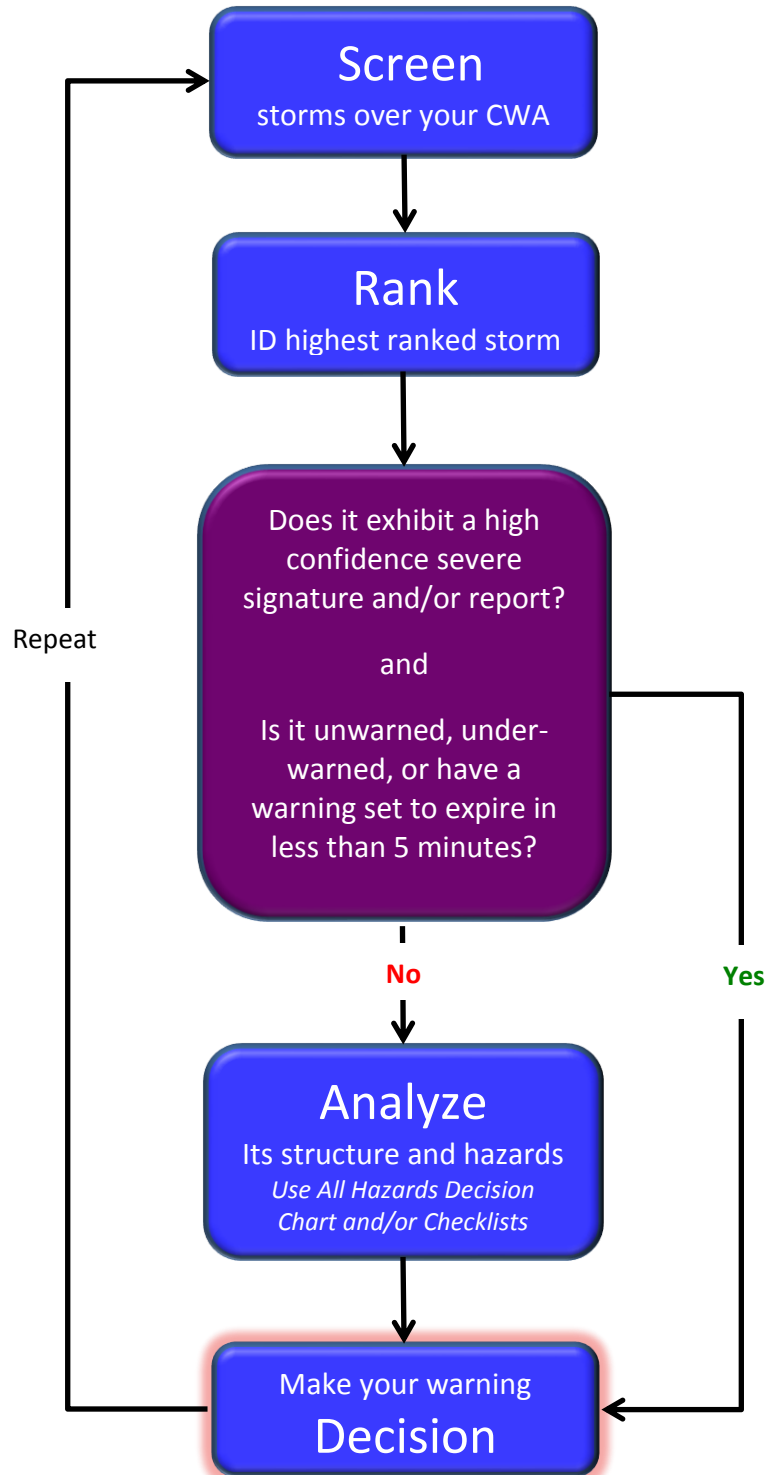 Screen
storms over your CWA
Rank
ID highest ranked storm
Does it exhibit a high
confidence severe
signature and/or report?
and
Is it unwarned, under-
warned, or have a
warning set to expire in
less than 5 minutes?
Repeat
No
Yes
Analyze
Its structure and hazards
Use All Hazards Decision
Chart and/or Checklists
Make your warning
Decision